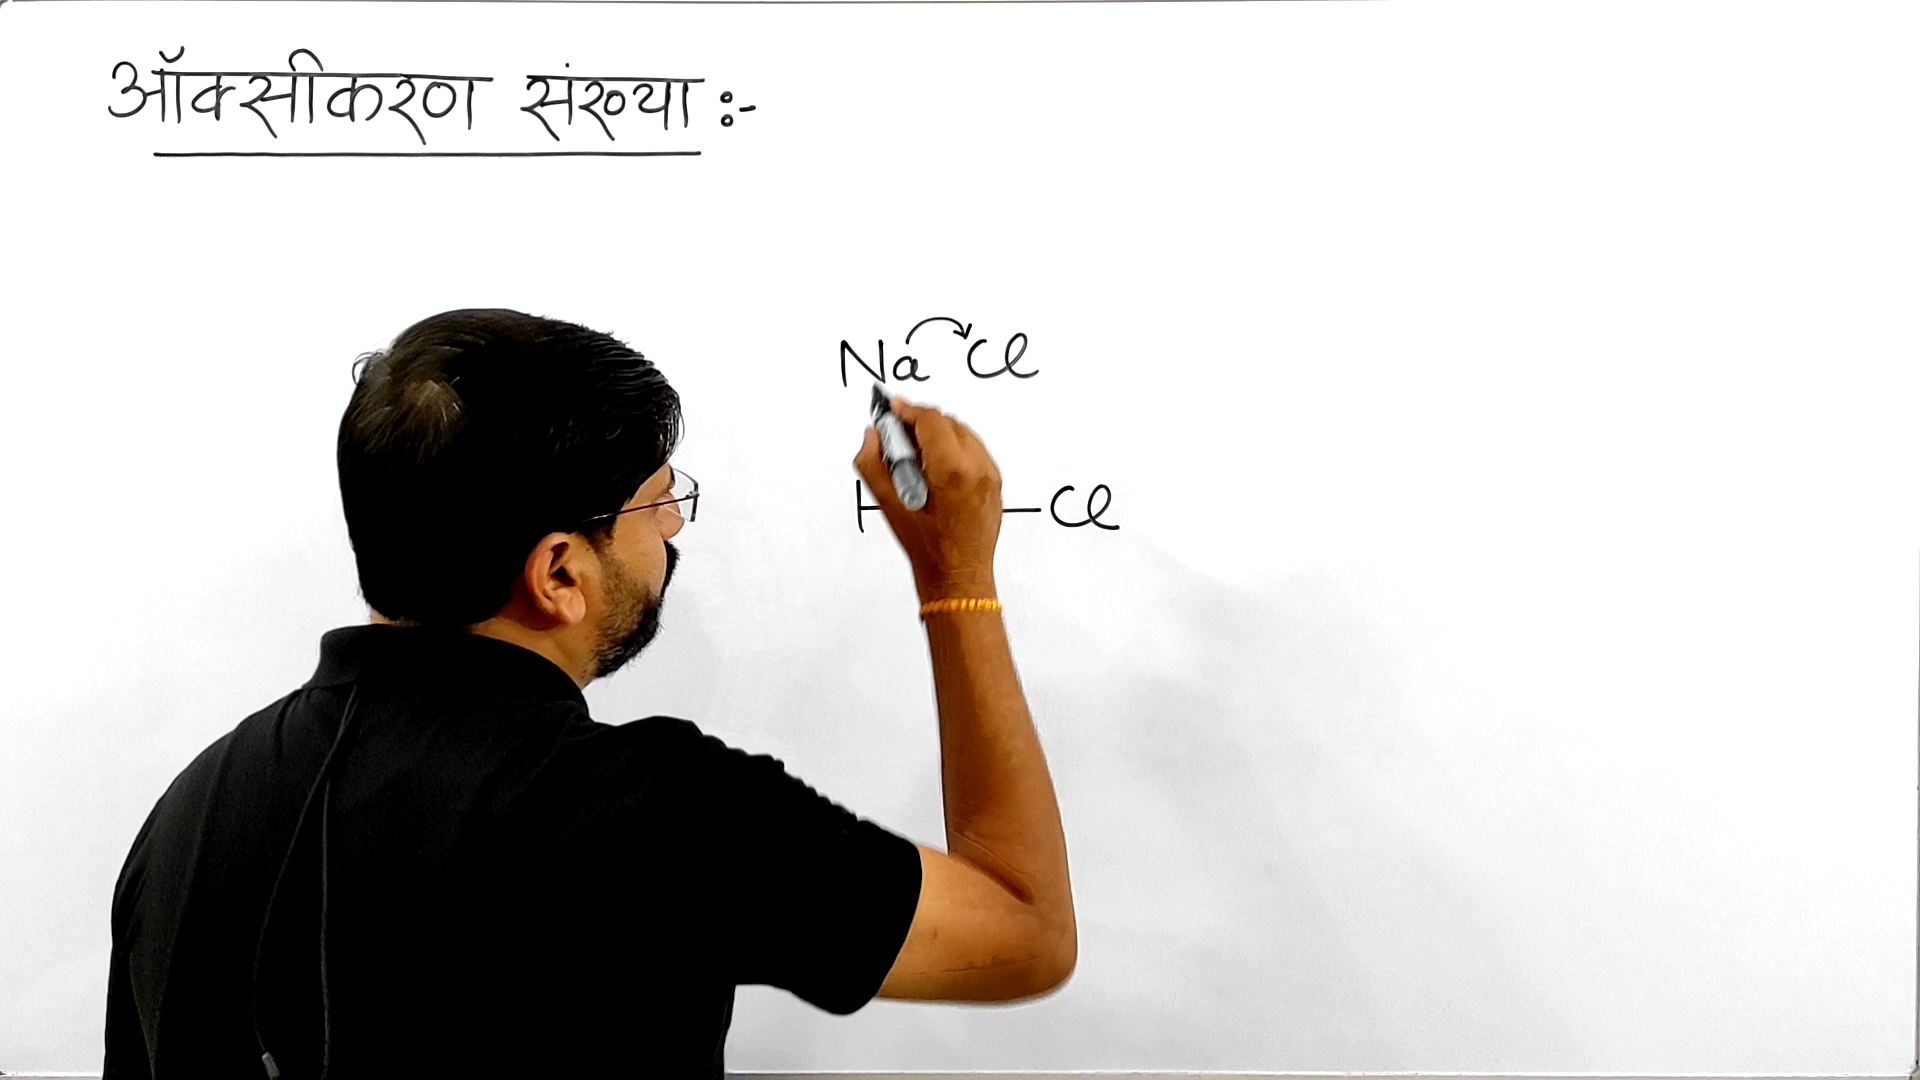 ऑक्सीकरण संख्या :-
Na Cl
H — Cl